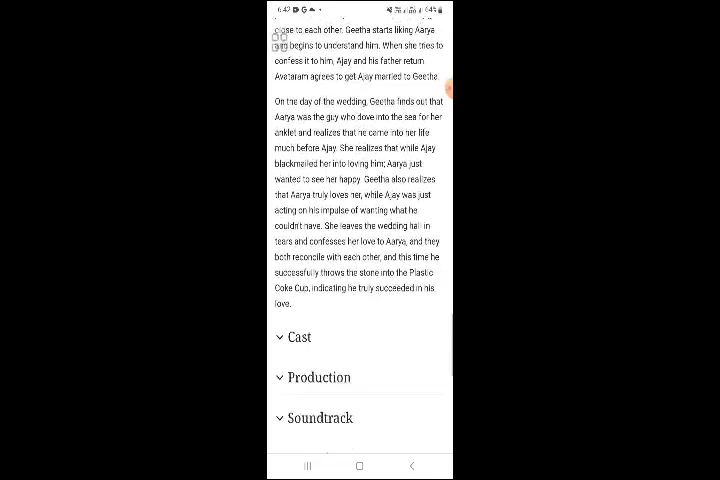 6:42
64%
close to each other. Geetha starts liking Aarya
begins to understand him. When she tries to
confess it to him, Ajay and his father return.
Avataram agrees to get Ajay married to Geetha.
On the day of the wedding, Geetha finds out that
Aarya was the guy who dove into the sea for her
anklet and realizes that he came into her life
much before Ajay. She realizes that while Ajay
blackmailed her into loving him; Aarya just
wanted to see her happy. Geetha also realizes
that Aarya truly loves her, while Ajay was just
acting on his impulse of wanting what he
couldn't have. She leaves the wedding hall in
tears and confesses her love to Aarya, and they
both reconcile with each other, and this time he
successfully throws the stone into the Plastic
Coke Cup, indicating he truly succeeded in his
love.
Cast
Production
Soundtrack